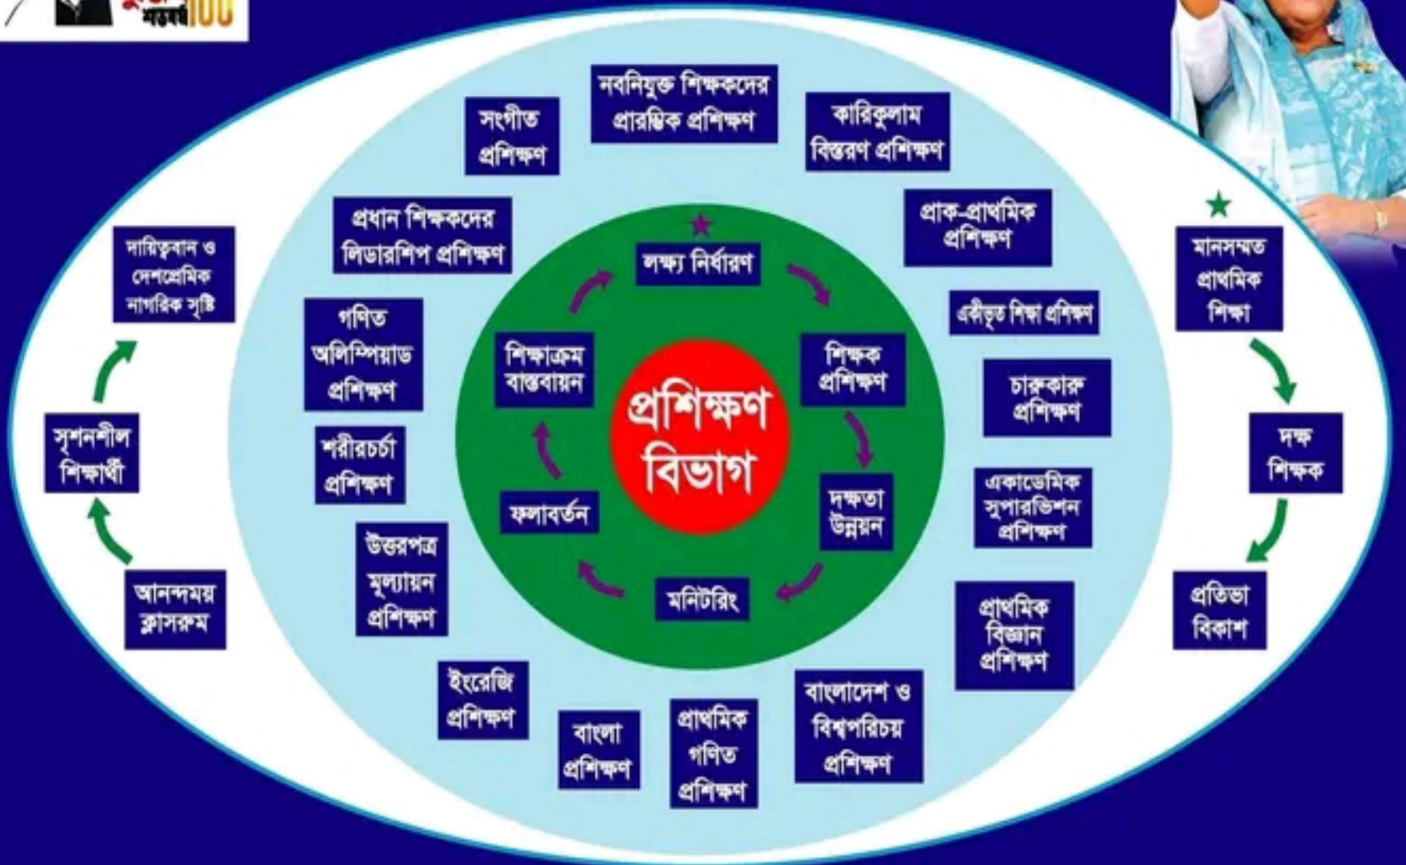 শতবর্ষ 100
নবনিযুক্ত শিক্ষকদের
প্রারম্ভিক প্রশিক্ষণ
কারিকুলাম
বিস্তরণ প্রশিক্ষণ
প্রাক-প্রাথমিক
প্রশিক্ষণ
একীভূত শিক্ষা প্রশিক্ষণ
চারুকারু
প্রশিক্ষণ
একাডেমিক
সুপারভিশন
প্রশিক্ষণ
প্রাথমিক
বিজ্ঞান
প্রশিক্ষণ
বাংলাদেশ ও
বিশ্বপরিচয়
প্রশিক্ষণ
প্রাথমিক
গণিত
প্রশিক্ষণ
বাংলা
প্রশিক্ষণ
ইংরেজি
প্রশিক্ষণ
উত্তরপত্র
মূল্যায়ন
প্রশিক্ষণ
শরীরচর্চা
প্রশিক্ষণ
গণিত
অলিম্পিয়াড
প্রশিক্ষণ
প্রধান শিক্ষকদের
লিডারশিপ প্রশিক্ষণ
সংগীত
প্রশিক্ষণ
লক্ষ্য নির্ধারণ
শিক্ষক
প্রশিক্ষণ
দক্ষতা
উন্নয়ন
মনিটরিং
ফলাবর্তন
শিক্ষাক্রম
বাস্তবায়ন
প্রশিক্ষণ
বিভাগ
মানসম্মত
প্রাথমিক
শিক্ষা
দক্ষ
শিক্ষক
প্রতিভা
বিকাশ
আনন্দময়
ক্লাসরুম
সৃশনশীল
শিক্ষার্থী
দায়িত্ববান ও
দেশপ্রেমিক
নাগরিক সৃষ্টি